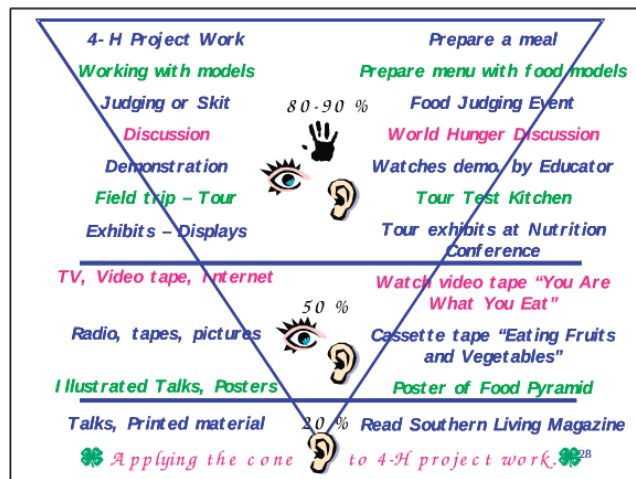 4-H Project Work Prepare a meal
Working with models Prepare menu with food models
Judging or Skit 80-90 % Food Judging Event
Discussion World Hunger Discussion
Demonstration Watches demo. by Educator
Field trip – Tour Tour Test Kitchen
Exhibits – Displays Tour exhibits at Nutrition
Conference
TV, Video tape, Internet Watch video tape “You Are
What You Eat”
50 %
Radio, tapes, pictures Cassette tape “Eating Fruits
and Vegetables”
Illustrated Talks, Posters Poster of Food Pyramid
Talks, Printed material 20 % Read Southern Living Magazine
Applying the cone to 4-H project work. 28